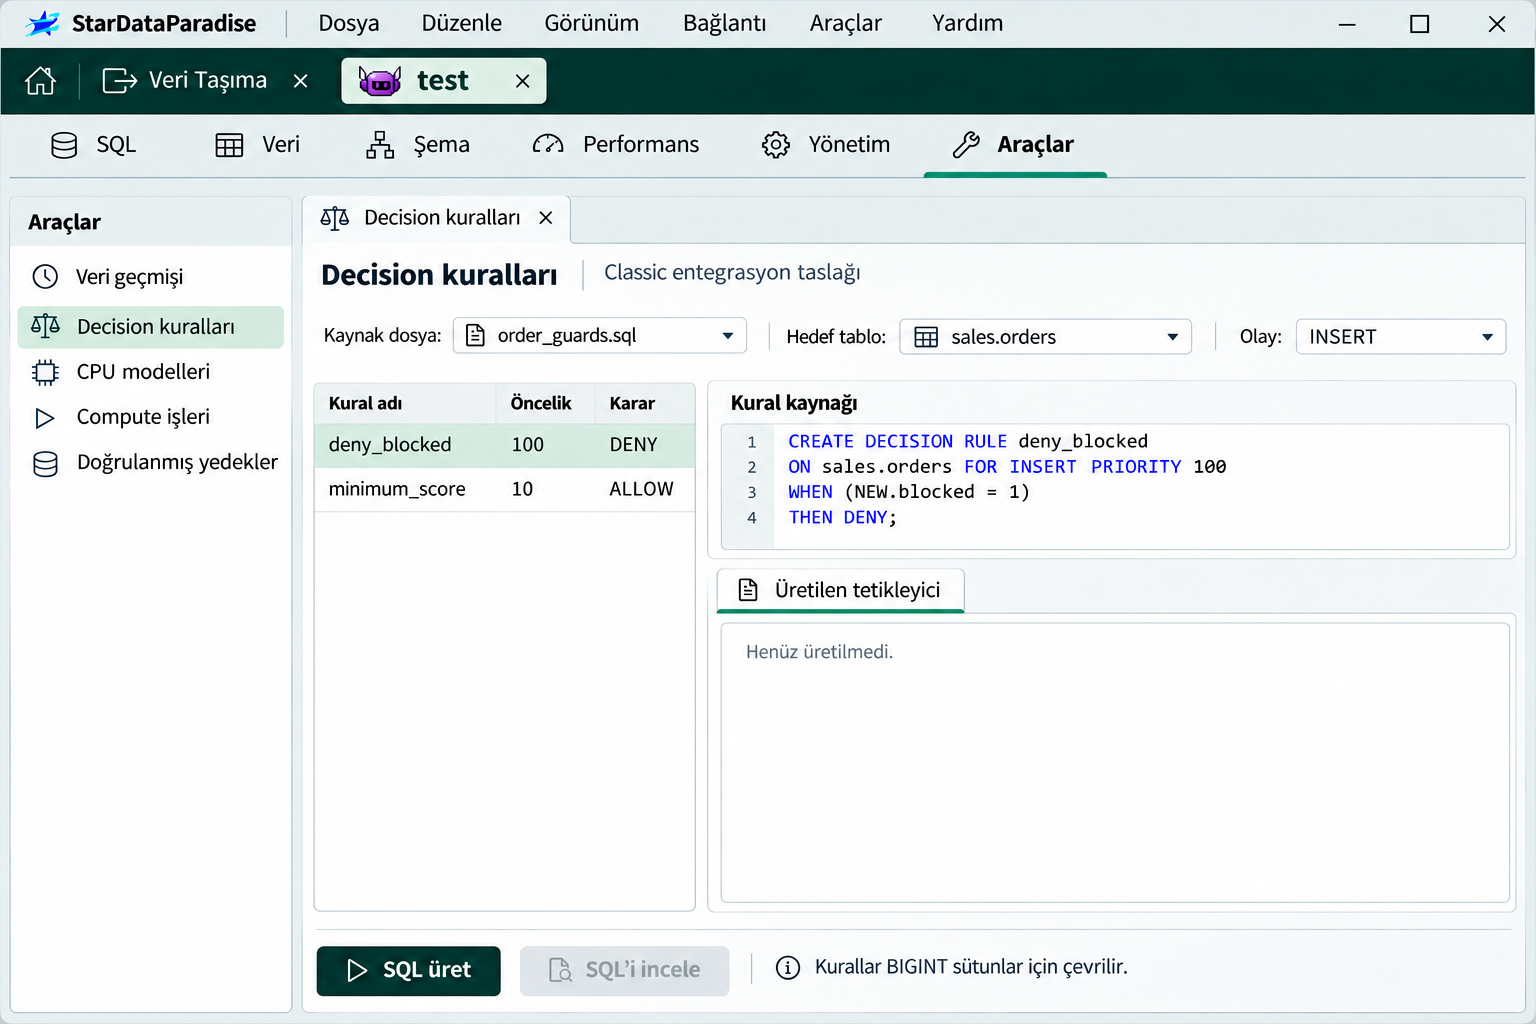 StarDataParadise Dosya Düzenle Görünüm Bağlantı Araçlar Yardım
Veri Taşıma test
SQL Veri Şema Performans Yönetim Araçlar
Araçlar
Veri geçmişi
Decision kuralları
CPU modelleri
Compute işleri
Doğrulanmış yedekler
Decision kuralları
Decision kuralları Classic entegrasyon taslağı
Kaynak dosya: order_guards.sql Hedef tablo: sales.orders Olay: INSERT
Kural adı Öncelik Karar
deny_blocked 100 DENY
minimum_score 10 ALLOW
Kural kaynağı
1 CREATE DECISION RULE deny_blocked
2 ON sales.orders FOR INSERT PRIORITY 100
3 WHEN (NEW.blocked = 1)
4 THEN DENY;
Üretilen tetikleyici
Henüz üretilmedi.
SQL üret SQL’i incele Kurallar BIGINT sütunlar için çevrilir.